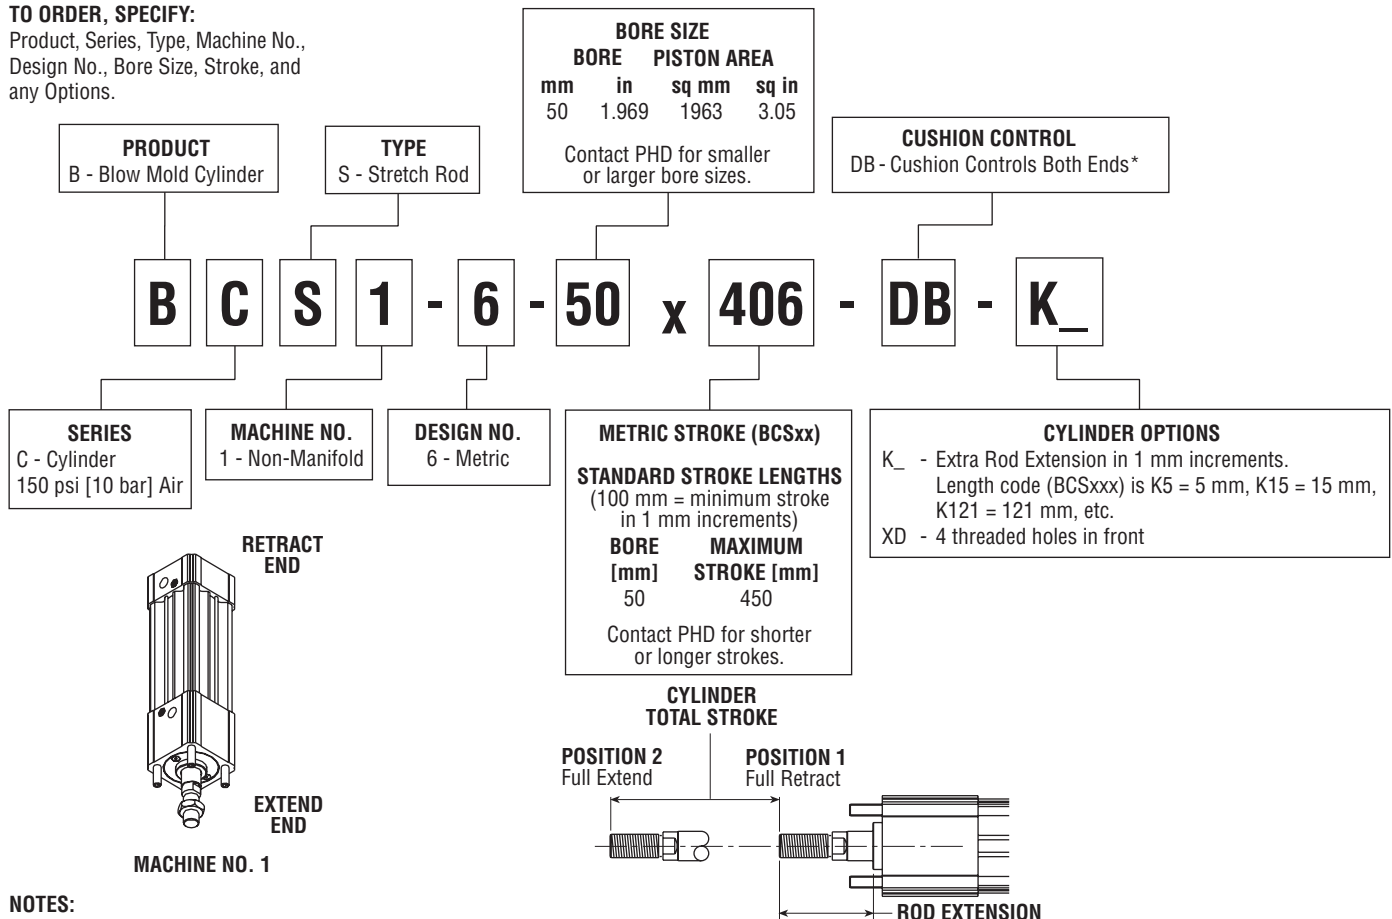 TO ORDER, SPECIFY:
Product, Series, Type, Machine No.,
Design No., Bore Size, Stroke, and
any Options.
BORE SIZE
BORE PISTON AREA
mm in sq mm sq in
50 1.969 1963 3.05
Contact PHD for smaller
or larger bore sizes.
PRODUCT
B - Blow Mold Cylinder
TYPE
S - Stretch Rod
CUSHION CONTROL
DB - Cushion Controls Both Ends*
B C S 1 - 6 - 50 x 406 - DB - K_
SERIES
C - Cylinder
150 psi [10 bar] Air
MACHINE NO.
1 - Non-Manifold
DESIGN NO.
6 - Metric
METRIC STROKE (BCSxx)
STANDARD STROKE LENGTHS
(100 mm = minimum stroke
in 1 mm increments)
BORE MAXIMUM
[mm] STROKE [mm]
50 450
Contact PHD for shorter
or longer strokes.
CYLINDER OPTIONS
K_ - Extra Rod Extension in 1 mm increments.
Length code (BCSxxx) is K5 = 5 mm, K15 = 15 mm,
K121 = 121 mm, etc.
XD - 4 threaded holes in front
RETRACT
END
EXTEND
END
MACHINE NO. 1
CYLINDER
TOTAL STROKE
POSITION 2
Full Extend
POSITION 1
Full Retract
ROD EXTENSION
NOTES: